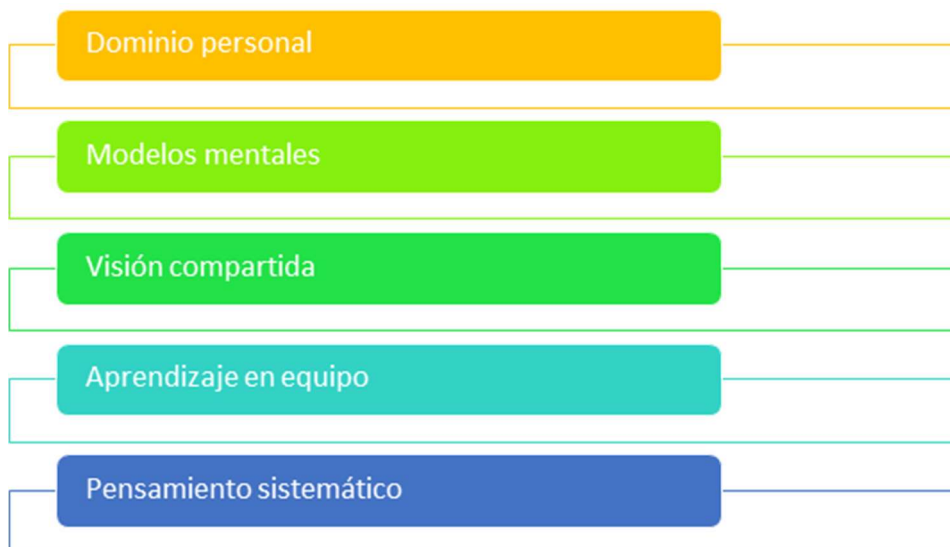 Dominio personal
Modelos mentales
Visión compartida
Aprendizaje en equipo
Pensamiento sistemático